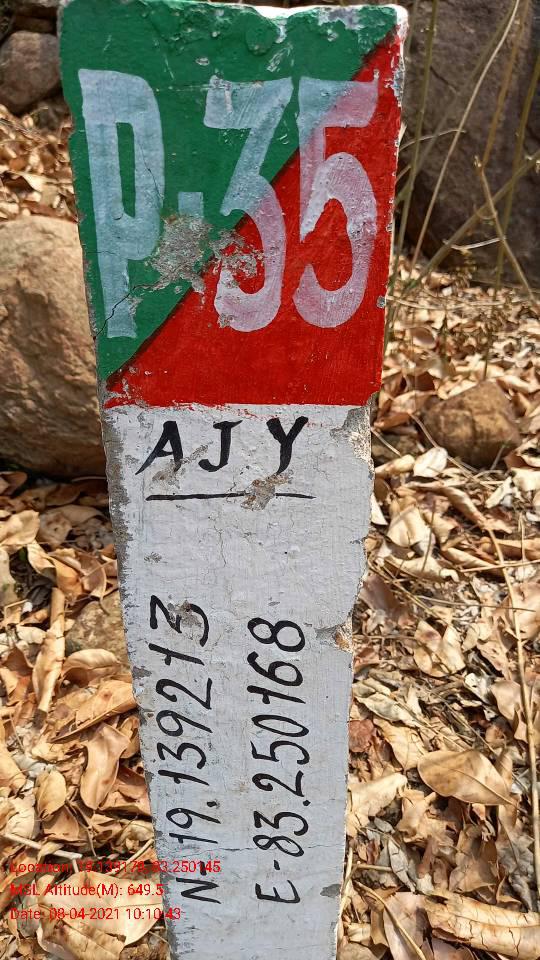 P.35
AJY
N-19.139213
E-83.250168
Location: 19.139178,83.250145
MSL Altitude(M): 649.5
Date: 08-04-2021 10:10:43